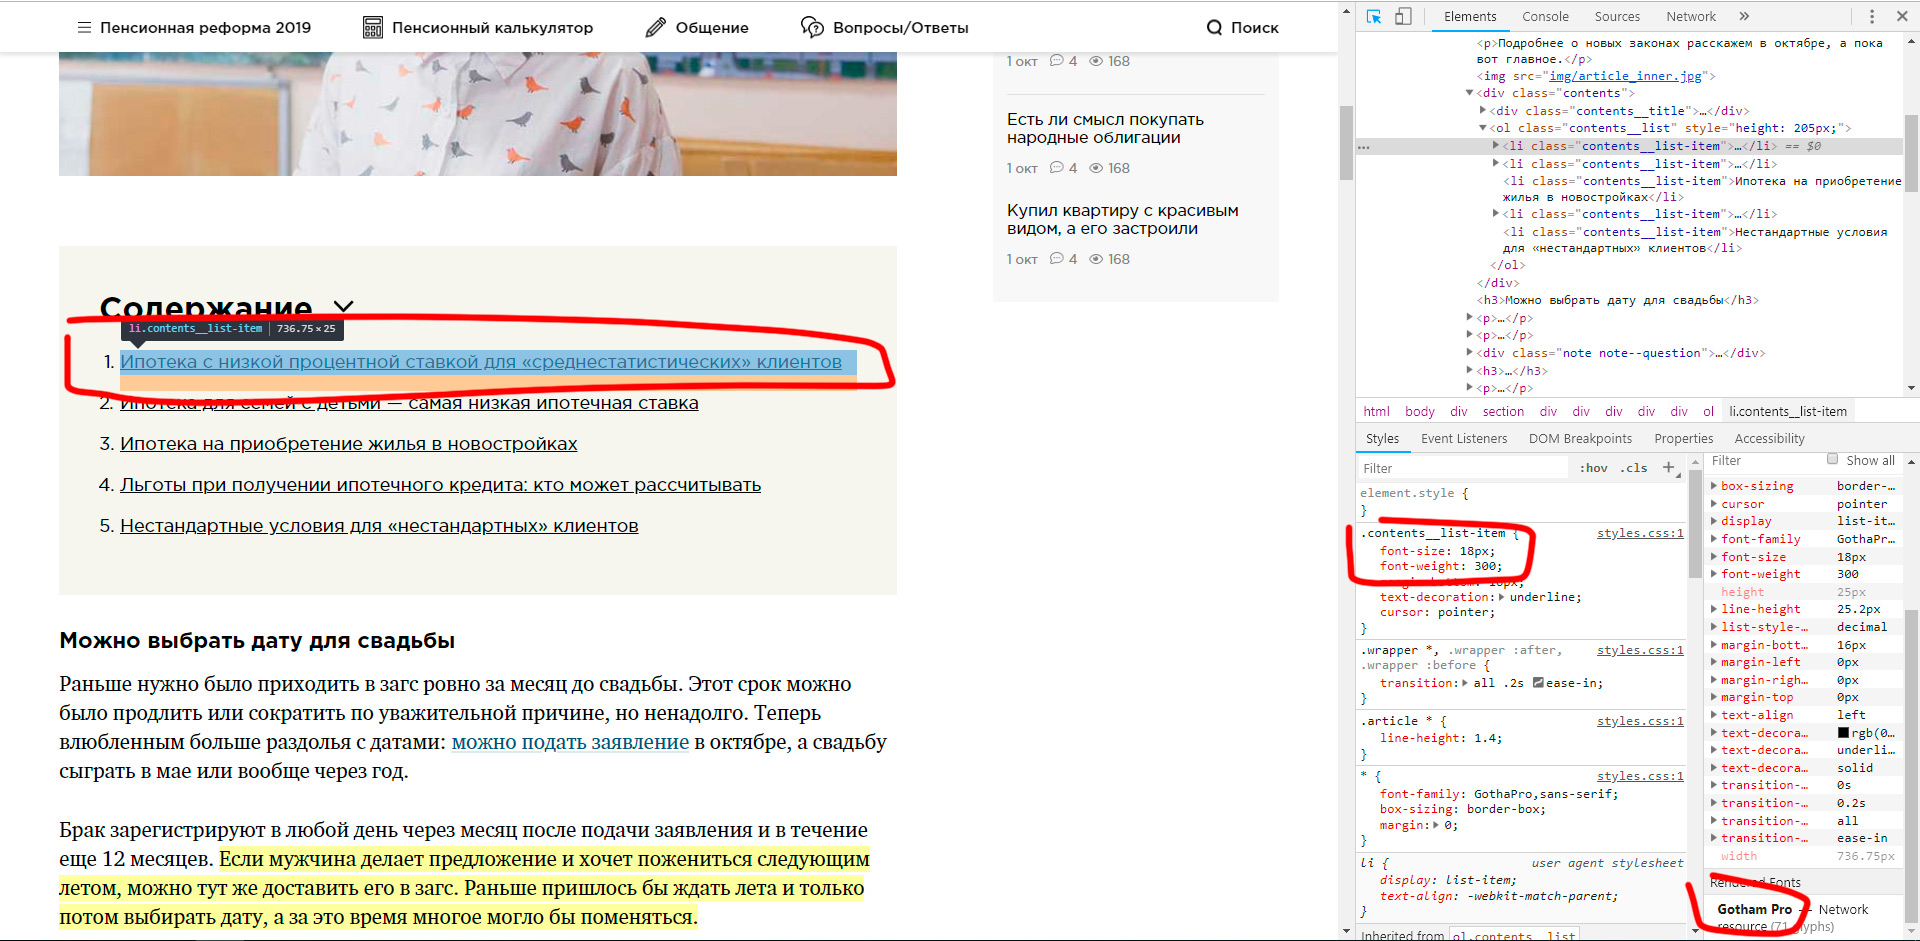 Пенсионная реформа 2019
Пенсионный калькулятор
Общение
Вопросы/Ответы
Поиск
1 окт 4 168
Есть ли смысл покупать
народные облигации
1 окт 4 168
Купил квартиру с красивым
видом, а его застроили
1 окт 4 168
Содержание
li.contents__list-item 736.75 × 25
1. Ипотека с низкой процентной ставкой для «среднестатистических» клиентов
2. Ипотека для семей с детьми — самая низкая ипотечная ставка
3. Ипотека на приобретение жилья в новостройках
4. Льготы при получении ипотечного кредита: кто может рассчитывать
5. Нестандартные условия для «нестандартных» клиентов
Можно выбрать дату для свадьбы
Раньше нужно было приходить в загс ровно за месяц до свадьбы. Этот срок можно
было продлить или сократить по уважительной причине, но ненадолго. Теперь
влюбленным больше раздолья с датами: можно подать заявление в октябре, а свадьбу
сыграть в мае или вообще через год.
Брак зарегистрируют в любой день через месяц после подачи заявления и в течение
еще 12 месяцев. Если мужчина делает предложение и хочет пожениться следующим
летом, можно тут же доставить его в загс. Раньше пришлось бы ждать лета и только
потом выбирать дату, а за это время многое могло бы поменяться.
Elements Console Sources Network »
<p>Подробнее о новых законах расскажем в октябре, а пока
вот главное.</p>
<img src="img/article_inner.jpg">
<div class="contents">
<div class="contents__title">…</div>
<ol class="contents__list" style="height: 205px;">
<li class="contents__list-item">…</li> == $0
<li class="contents__list-item">…</li>
<li class="contents__list-item">Ипотека на приобретение
жилья в новостройках</li>
<li class="contents__list-item">…</li>
<li class="contents__list-item">Нестандартные условия
для «нестандартных» клиентов</li>
</ol>
</div>
<h3>Можно выбрать дату для свадьбы</h3>
<p>…</p>
<p>…</p>
<div class="note note--question">…</div>
<h3>…</h3>
<p>…</p>
html body div section div div div div div ol li.contents__list-item
Styles Event Listeners DOM Breakpoints Properties Accessibility
Filter :hov .cls +
element.style {
}
.contents__list-item { styles.css:1
font-size: 18px;
font-weight: 300;
margin-bottom: 16px;
text-decoration: underline;
cursor: pointer;
}
.wrapper *, .wrapper :after, styles.css:1
.wrapper :before {
transition: all .2s ease-in;
}
.article * { styles.css:1
line-height: 1.4;
}
* { styles.css:1
font-family: GothaPro,sans-serif;
box-sizing: border-box;
margin: 0;
}
li { user agent stylesheet
display: list-item;
text-align: -webkit-match-parent;
}
Inherited from ol.contents__list
Filter Show all
box-sizing border-…
cursor pointer
display list-it…
font-family GothaPr…
font-size 18px
font-weight 300
height 25px
line-height 25.2px
list-style-… decimal
margin-bott… 16px
margin-left 0px
margin-righ… 0px
margin-top 0px
text-align left
text-decora… rgb(0…
text-decora… underli…
text-decora… solid
transition-… 0s
transition-… 0.2s
transition-… all
transition-… ease-in
width 736.75px
Rendered Fonts
Gotham Pro — Network
resource (71 glyphs)